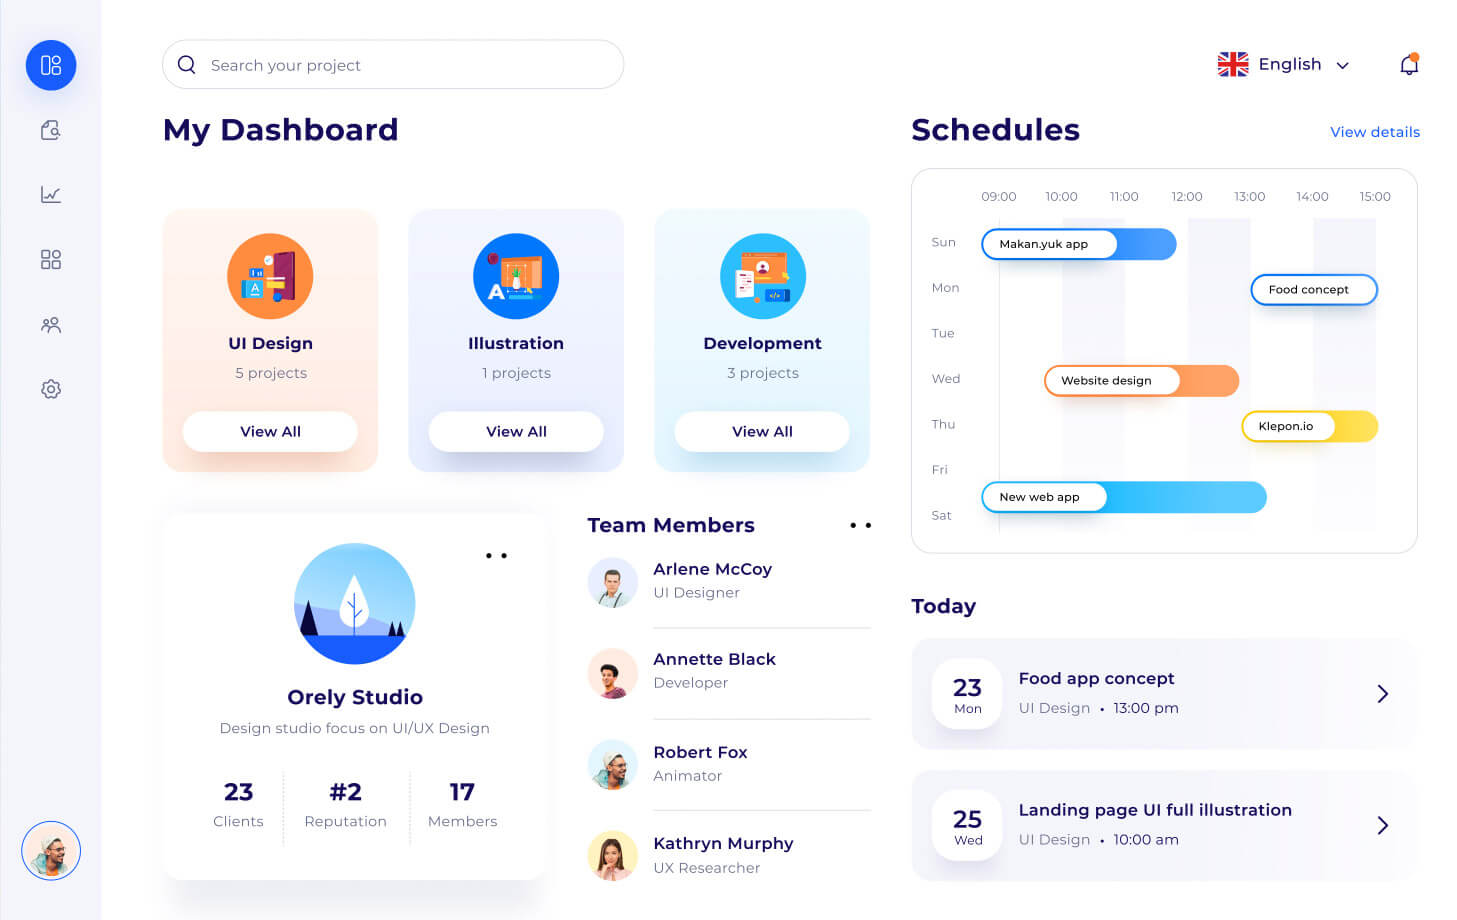 Search your project
English
My Dashboard
Schedules
View details
UI Design
5 projects
View All
A
Illustration
1 projects
View All
A
Development
3 projects
View All
</>
09:00 10:00 11:00 12:00 13:00 14:00 15:00
Sun
Makan.yuk app
Mon
Food concept
Tue
Wed
Website design
Thu
Klepon.io
Fri
New web app
Sat
Orely Studio
Design studio focus on UI/UX Design
23
Clients
#2
Reputation
17
Members
Team Members
Arlene McCoy
UI Designer
Annette Black
Developer
Robert Fox
Animator
Kathryn Murphy
UX Researcher
Today
23
Mon
Food app concept
UI Design • 13:00 pm
25
Wed
Landing page UI full illustration
UI Design • 10:00 am